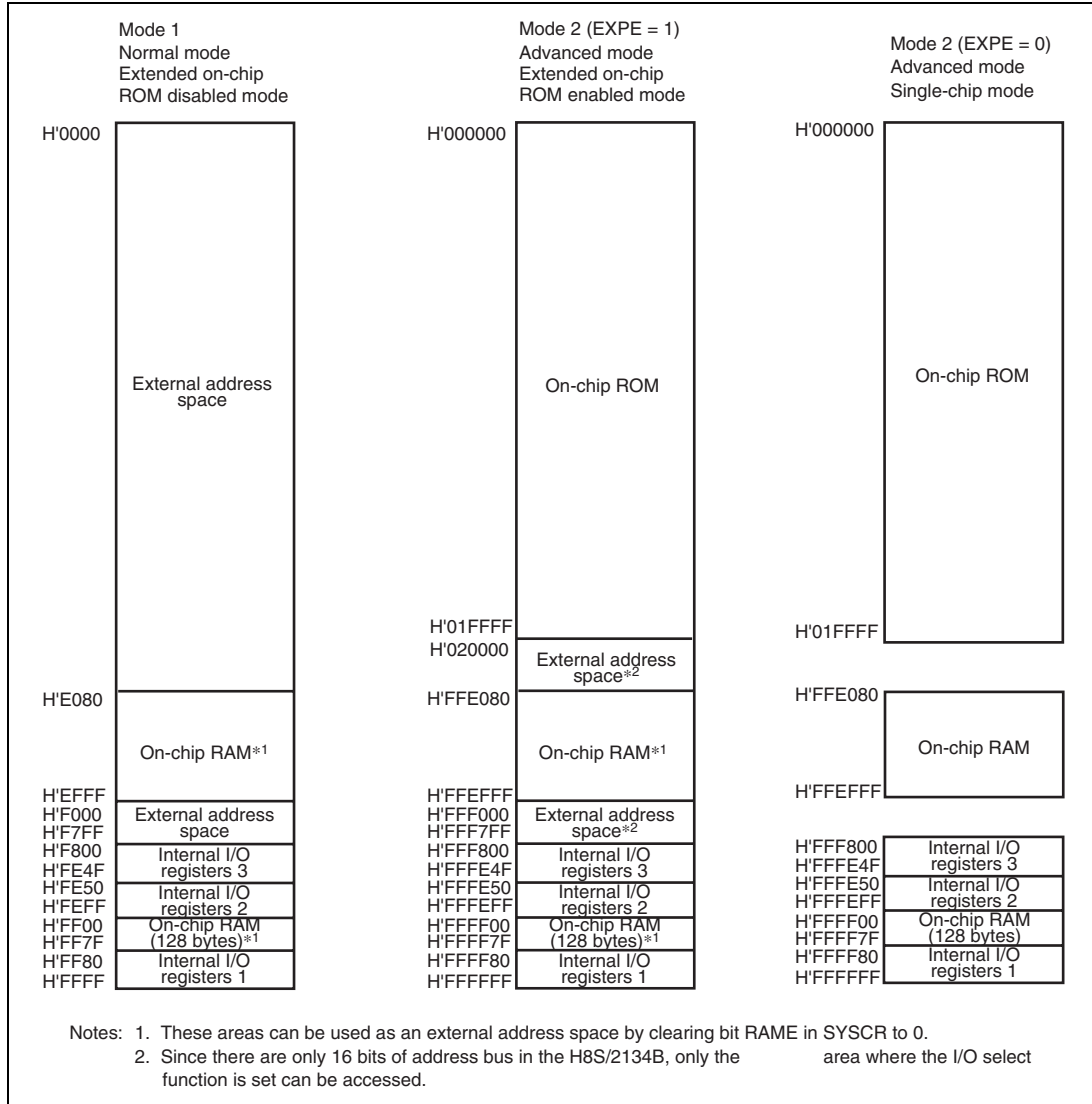 Mode 1
Normal mode
Extended on-chip
ROM disabled mode
H'0000
External address
space
H'E080
On-chip RAM*1
H'EFFF
H'F000
H'F7FF
External address
space
H'F800
H'FE4F
Internal I/O
registers 3
H'FE50
H'FEFF
Internal I/O
registers 2
H'FF00
H'FF7F
On-chip RAM
(128 bytes)*1
H'FF80
H'FFFF
Internal I/O
registers 1
Mode 2 (EXPE = 1)
Advanced mode
Extended on-chip
ROM enabled mode
H'000000
On-chip ROM
H'01FFFF
H'020000
External address
space*2
H'FFE080
On-chip RAM*1
H'FFEFFF
H'FFF000
H'FFF7FF
External address
space*2
H'FFF800
H'FFFE4F
Internal I/O
registers 3
H'FFFE50
H'FFFEFF
Internal I/O
registers 2
H'FFFF00
H'FFFF7F
On-chip RAM
(128 bytes)*1
H'FFFF80
H'FFFFFF
Internal I/O
registers 1
Mode 2 (EXPE = 0)
Advanced mode
Single-chip mode
H'000000
On-chip ROM
H'01FFFF
H'FFE080
On-chip RAM
H'FFEFFF
H'FFF800
H'FFFE4F
Internal I/O
registers 3
H'FFFE50
H'FFFEFF
Internal I/O
registers 2
H'FFFF00
H'FFFF7F
On-chip RAM
(128 bytes)
H'FFFF80
H'FFFFFF
Internal I/O
registers 1
Notes: 1. These areas can be used as an external address space by clearing bit RAME in SYSCR to 0.
2. Since there are only 16 bits of address bus in the H8S/2134B, only the area where the I/O select
function is set can be accessed.